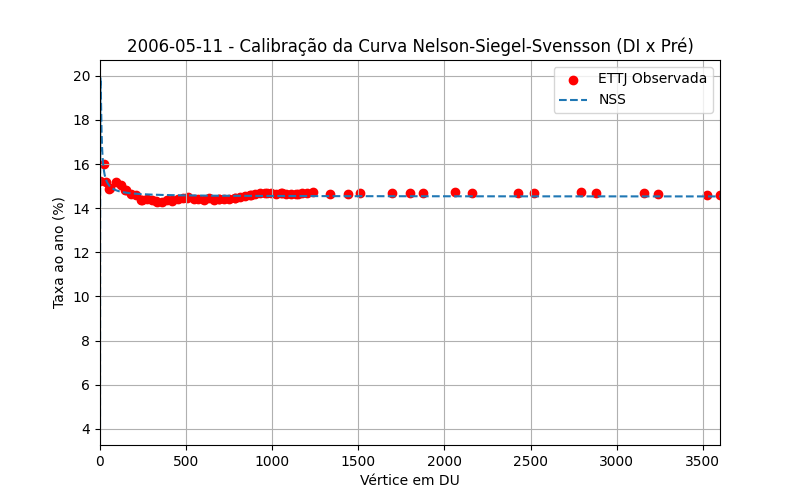 2006-05-11 - Calibração da Curva Nelson-Siegel-Svensson (DI x Pré)
ETTJ Observada
NSS
Taxa ao ano (%)
20
18
16
14
12
10
8
6
4
0 500 1000 1500 2000 2500 3000 3500
Vértice em DU